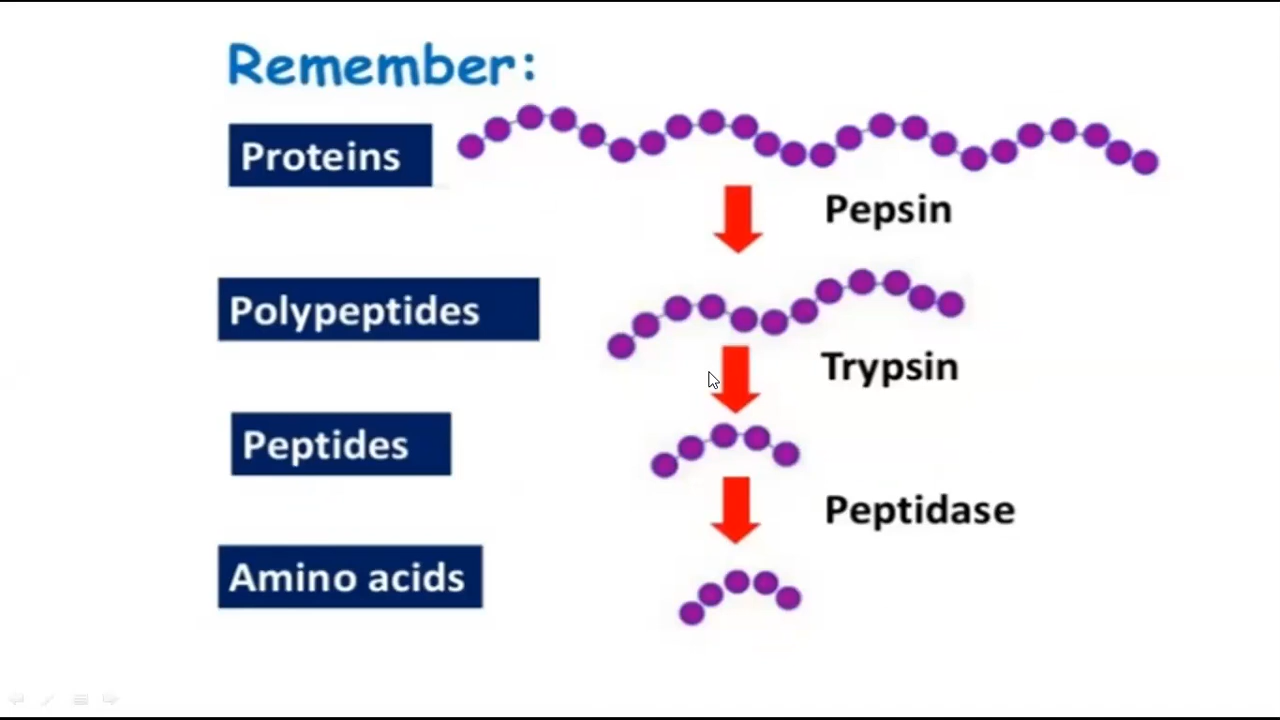 Remember:
Proteins
Pepsin
Polypeptides
Trypsin
Peptides
Peptidase
Amino acids